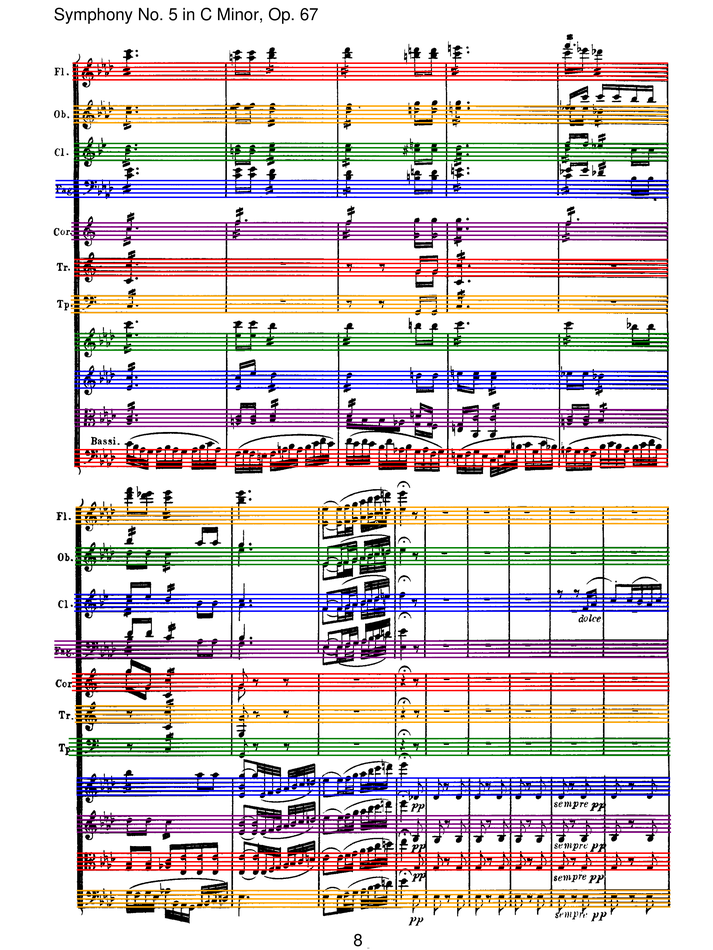 Symphony No. 5 in C Minor, Op. 67
Fl.
Ob.
Cl.
Fag.
Cor.
Tr.
Tp.
Bassi.
Fl.
Ob.
Cl.
dolce
Fag.
Cor.
Tr.
Tp.
pp sempre pp
pp sempre pp
pp sempre pp
pp sempre pp
8